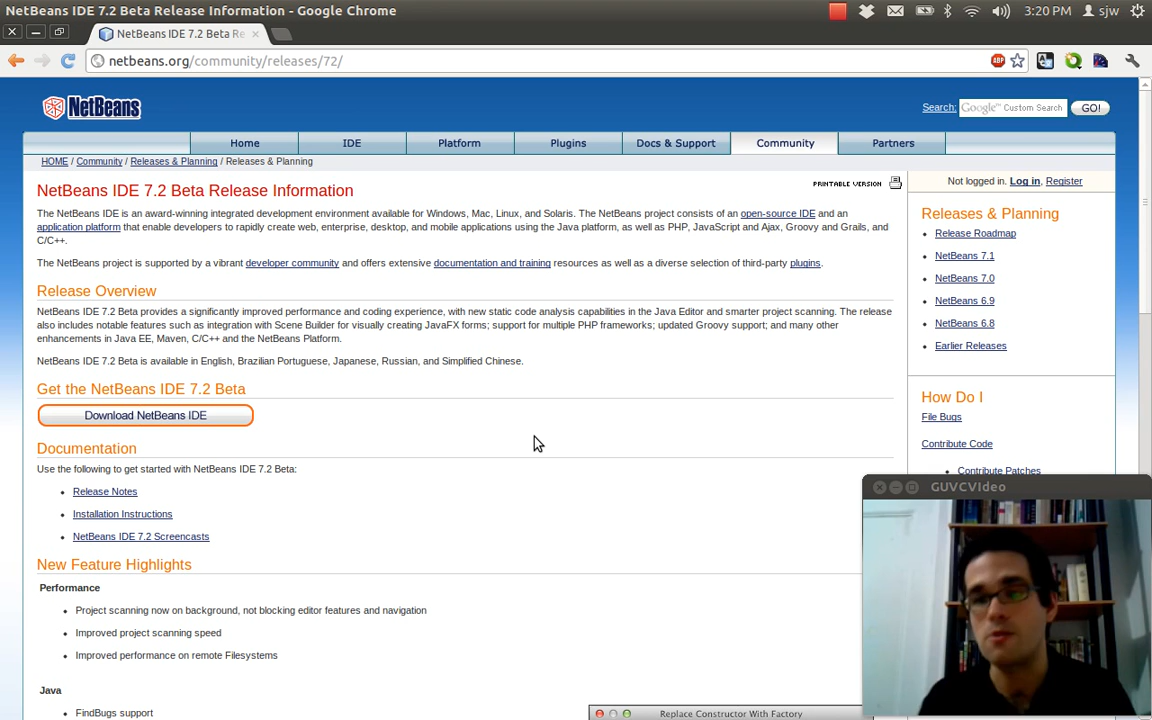 NetBeans IDE 7.2 Beta Release Information - Google Chrome
3:20 PM
sjw
NetBeans IDE 7.2 Beta Re
netbeans.org/community/releases/72/
ABP
NetBeans
Search:
Google™ Custom Search
GO!
Home
IDE
Platform
Plugins
Docs & Support
Community
Partners
HOME / Community / Releases & Planning / Releases & Planning
NetBeans IDE 7.2 Beta Release Information
PRINTABLE VERSION
The NetBeans IDE is an award-winning integrated development environment available for Windows, Mac, Linux, and Solaris. The NetBeans project consists of an open-source IDE and an
application platform that enable developers to rapidly create web, enterprise, desktop, and mobile applications using the Java platform, as well as PHP, JavaScript and Ajax, Groovy and Grails, and
C/C++.
The NetBeans project is supported by a vibrant developer community and offers extensive documentation and training resources as well as a diverse selection of third-party plugins.
Release Overview
NetBeans IDE 7.2 Beta provides a significantly improved performance and coding experience, with new static code analysis capabilities in the Java Editor and smarter project scanning. The release
also includes notable features such as integration with Scene Builder for visually creating JavaFX forms; support for multiple PHP frameworks; updated Groovy support; and many other
enhancements in Java EE, Maven, C/C++ and the NetBeans Platform.
NetBeans IDE 7.2 Beta is available in English, Brazilian Portuguese, Japanese, Russian, and Simplified Chinese.
Get the NetBeans IDE 7.2 Beta
Download NetBeans IDE
Documentation
Use the following to get started with NetBeans IDE 7.2 Beta:
Release Notes
Installation Instructions
NetBeans IDE 7.2 Screencasts
New Feature Highlights
Performance
Project scanning now on background, not blocking editor features and navigation
Improved project scanning speed
Improved performance on remote Filesystems
Java
FindBugs support
Replace Constructor With Factory
Not logged in. Log in, Register
Releases & Planning
Release Roadmap
NetBeans 7.1
NetBeans 7.0
NetBeans 6.9
NetBeans 6.8
Earlier Releases
How Do I
File Bugs
Contribute Code
Contribute Patches
GUVCVideo